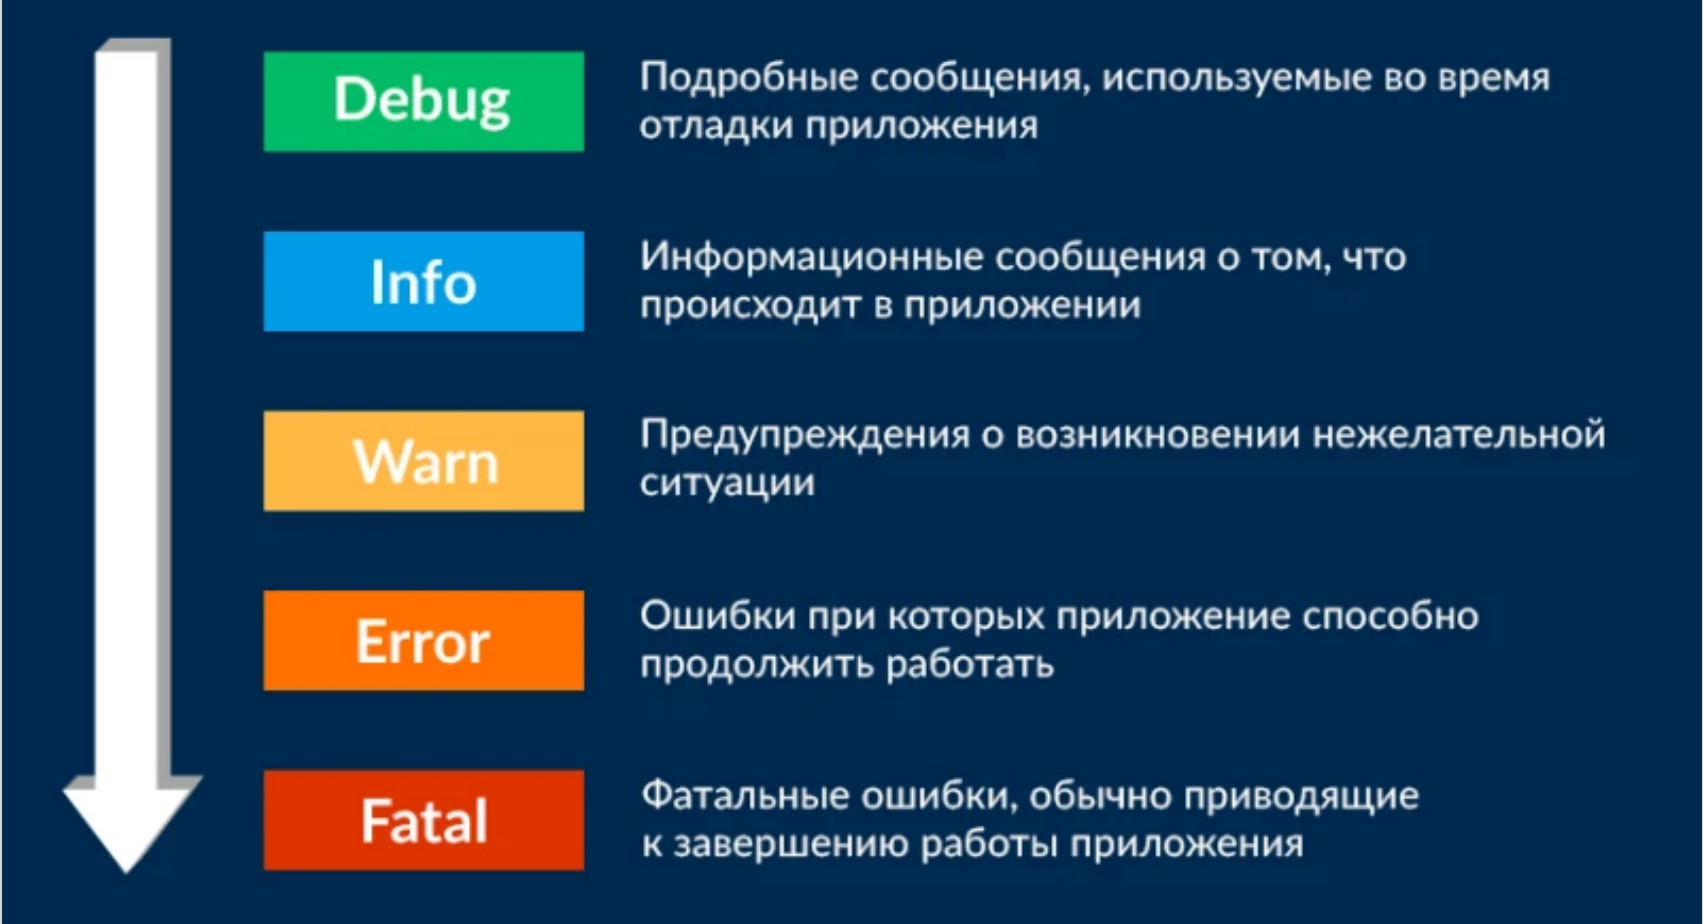 Debug
Подробные сообщения, используемые во время
отладки приложения
Info
Информационные сообщения о том, что
происходит в приложении
Warn
Предупреждения о возникновении нежелательной
ситуации
Error
Ошибки при которых приложение способно
продолжить работать
Fatal
Фатальные ошибки, обычно приводящие
к завершению работы приложения